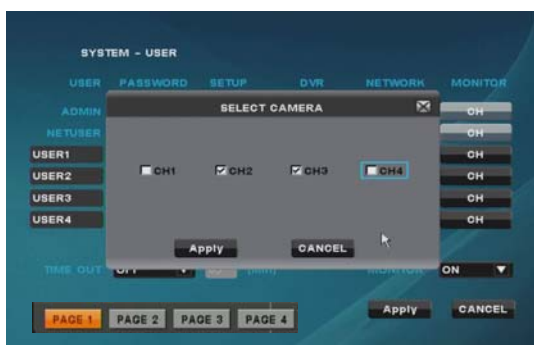 SYSTEM - USER
USER PASSWORD SETUP DVR NETWORK MONITOR
ADMIN SELECT CAMERA CH
NETUSER CH
USER1 CH
USER2 CH1 CH2 CH3 CH4 CH
USER3 CH
USER4 CH
Apply CANCEL
TIME OUT OFF (MIN) MONITOR ON
PAGE 1 PAGE 2 PAGE 3 PAGE 4 Apply CANCEL